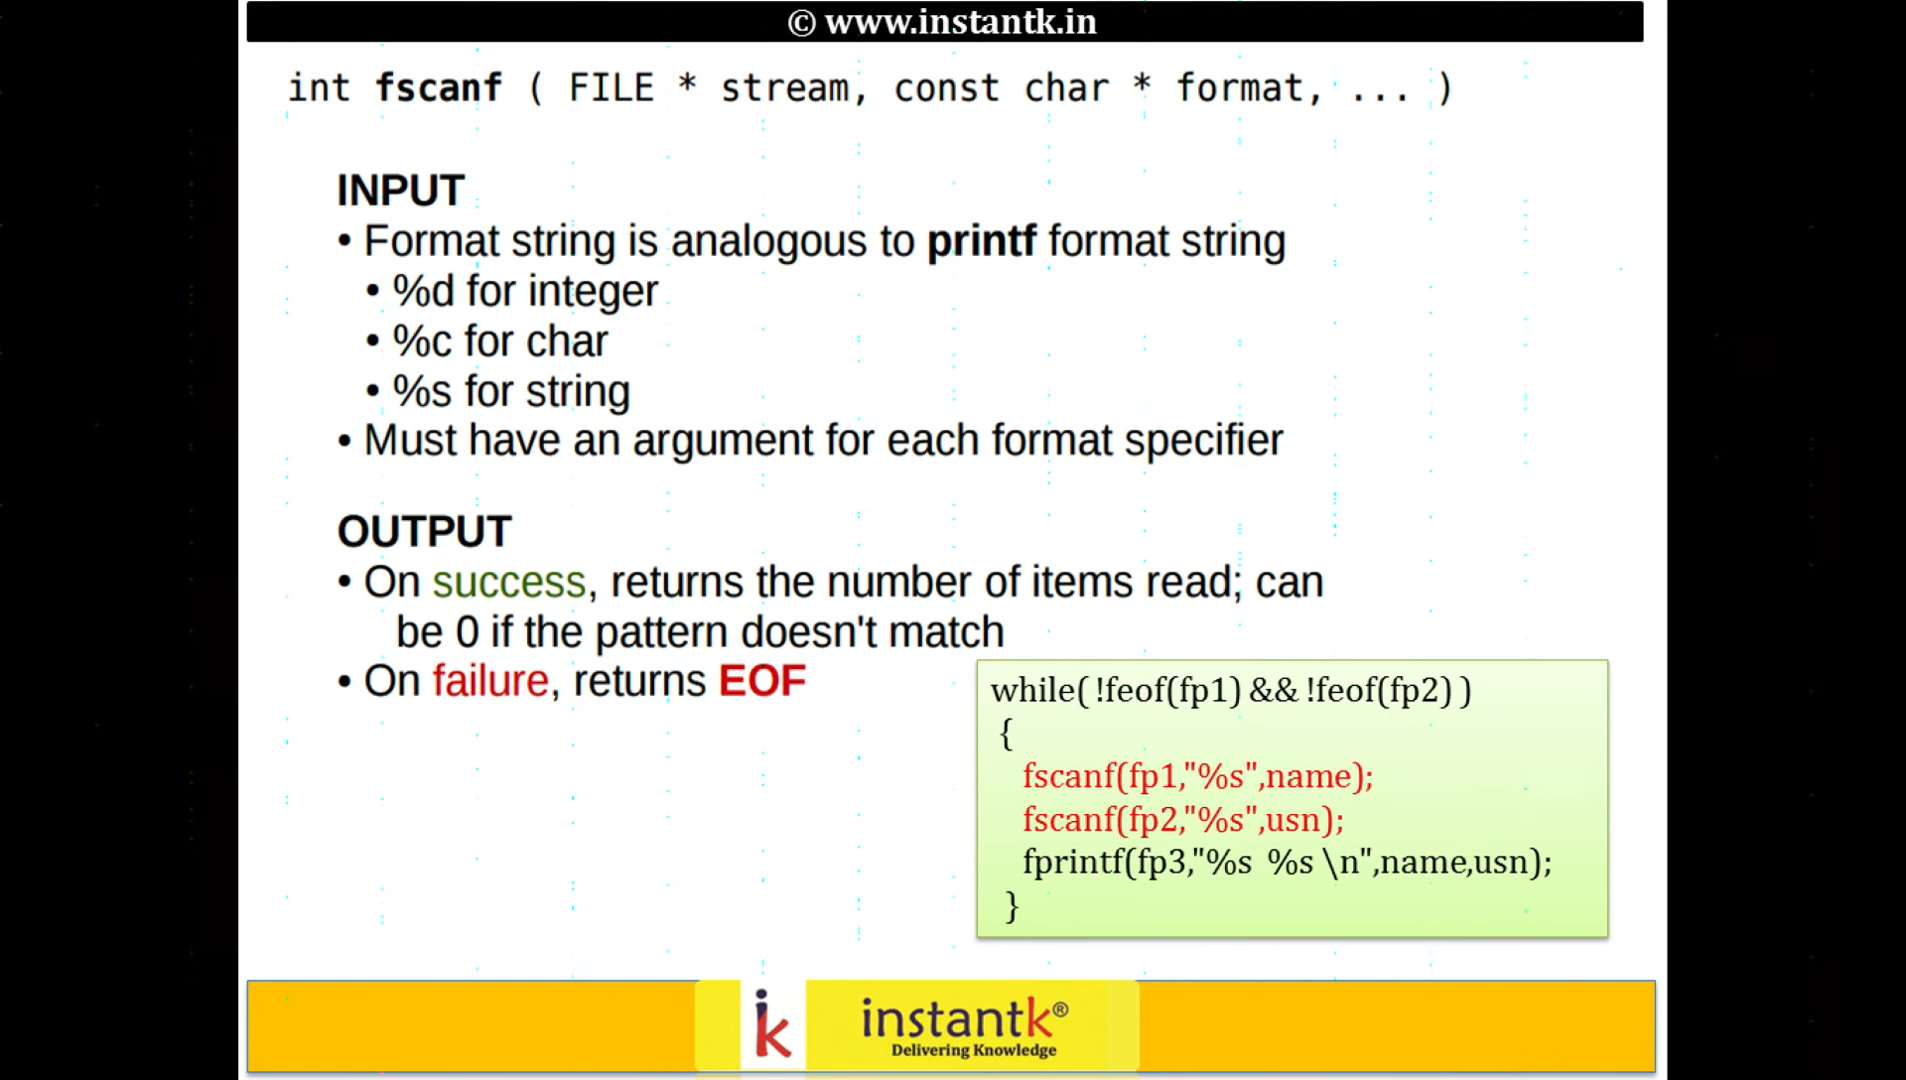 © www.instantk.in
int fscanf ( FILE * stream, const char * format, ... )
INPUT
• Format string is analogous to printf format string
• %d for integer
• %c for char
• %s for string
• Must have an argument for each format specifier
OUTPUT
• On success, returns the number of items read; can
be 0 if the pattern doesn't match
• On failure, returns EOF
while( !feof(fp1) && !feof(fp2) )
{
fscanf(fp1,"%s",name);
fscanf(fp2,"%s",usn);
fprintf(fp3,"%s %s \n",name,usn);
}
ik
instantk®
Delivering Knowledge